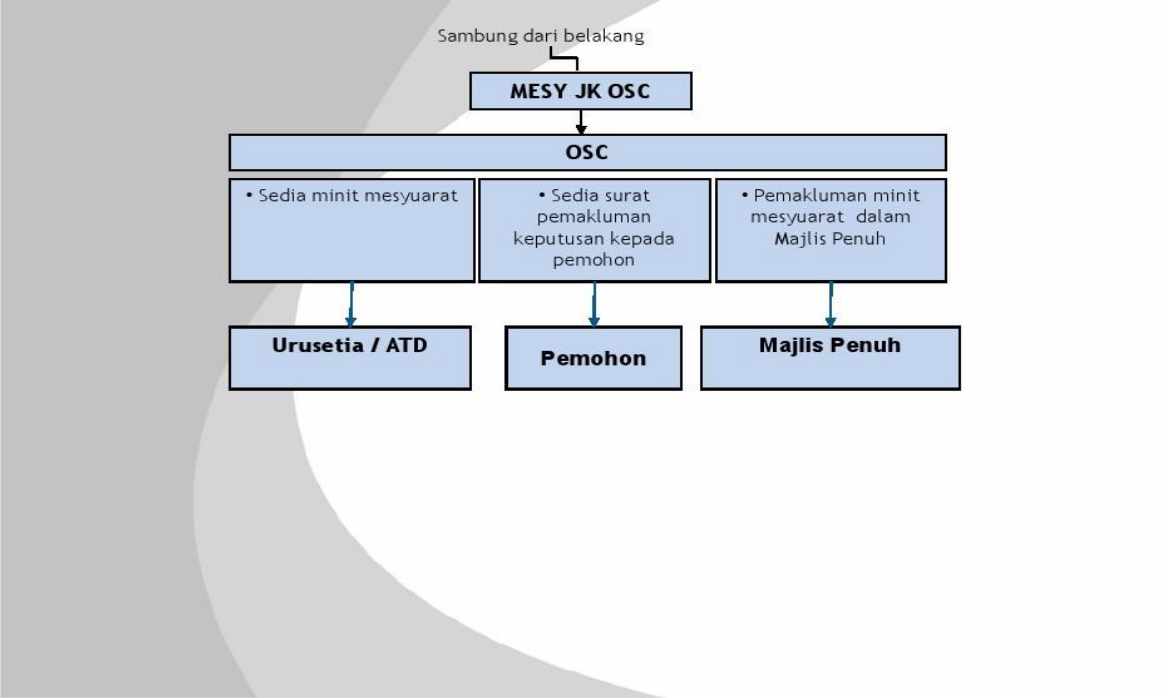 Sambung dari belakang
MESY JK OSC
OSC
• Sedia minit mesyuarat
• Sedia surat
pemakluman
keputusan kepada
pemohon
• Pemakluman minit
mesyuarat dalam
Majlis Penuh
Urusetia / ATD
Pemohon
Majlis Penuh